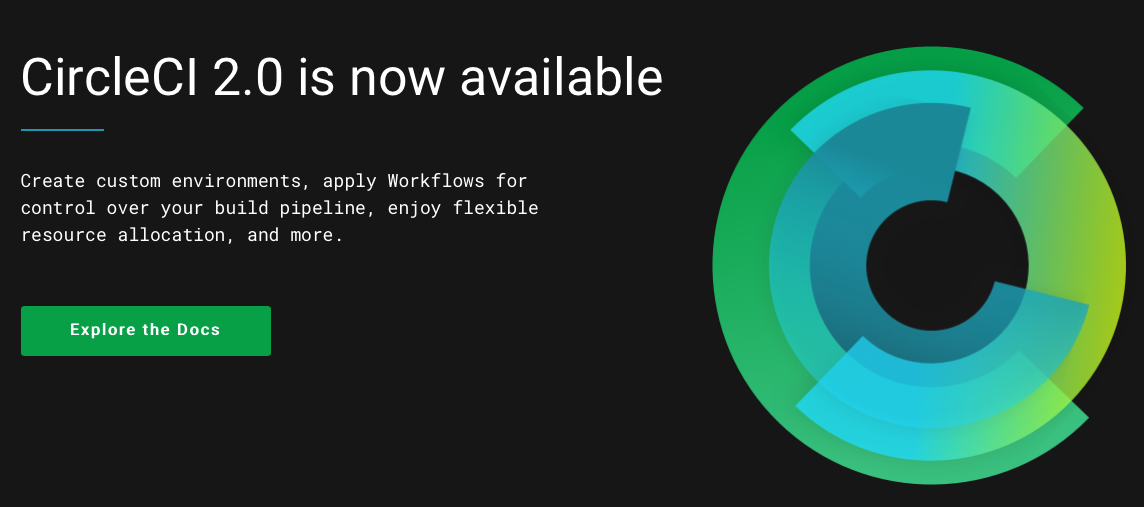 CircleCI 2.0 is now available
Create custom environments, apply Workflows for
control over your build pipeline, enjoy flexible
resource allocation, and more.
Explore the Docs